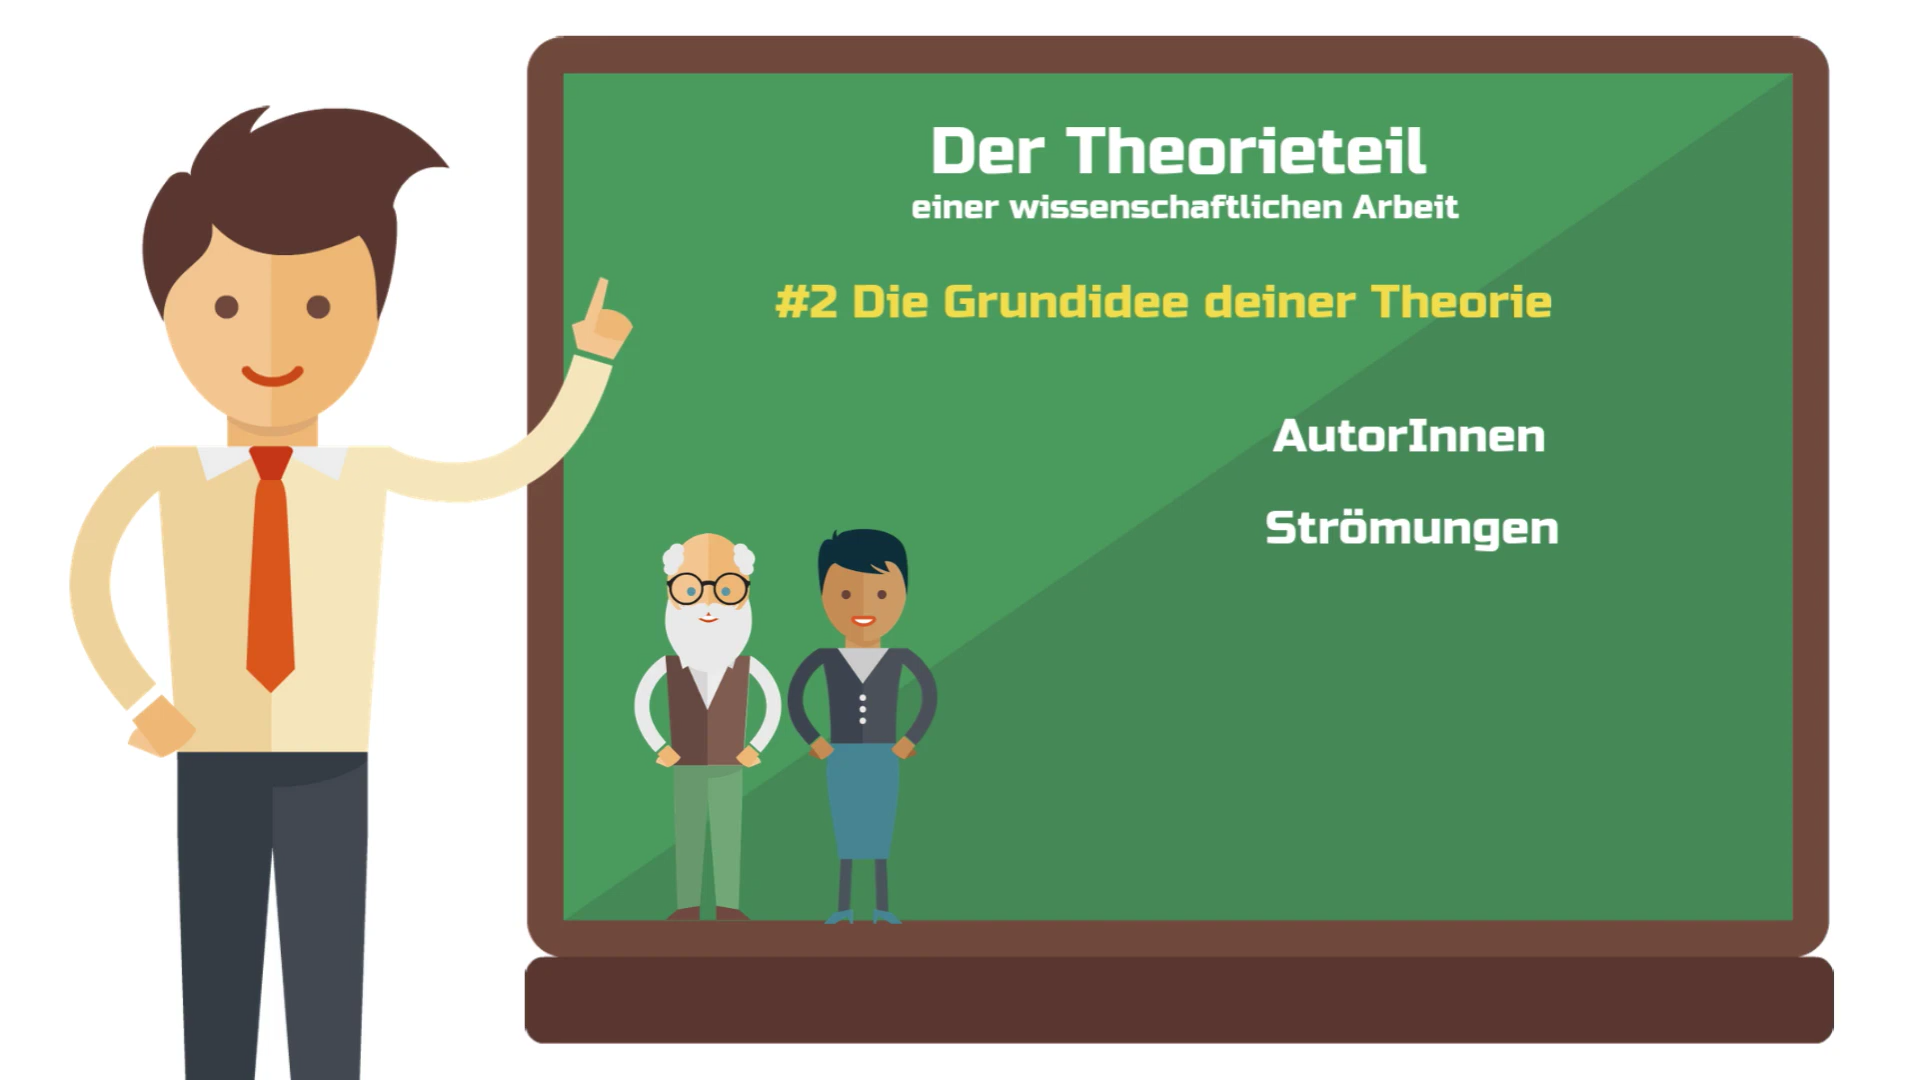 Der Theorieteil
einer wissenschaftlichen Arbeit
#2 Die Grundidee deiner Theorie
AutorInnen
Strömungen